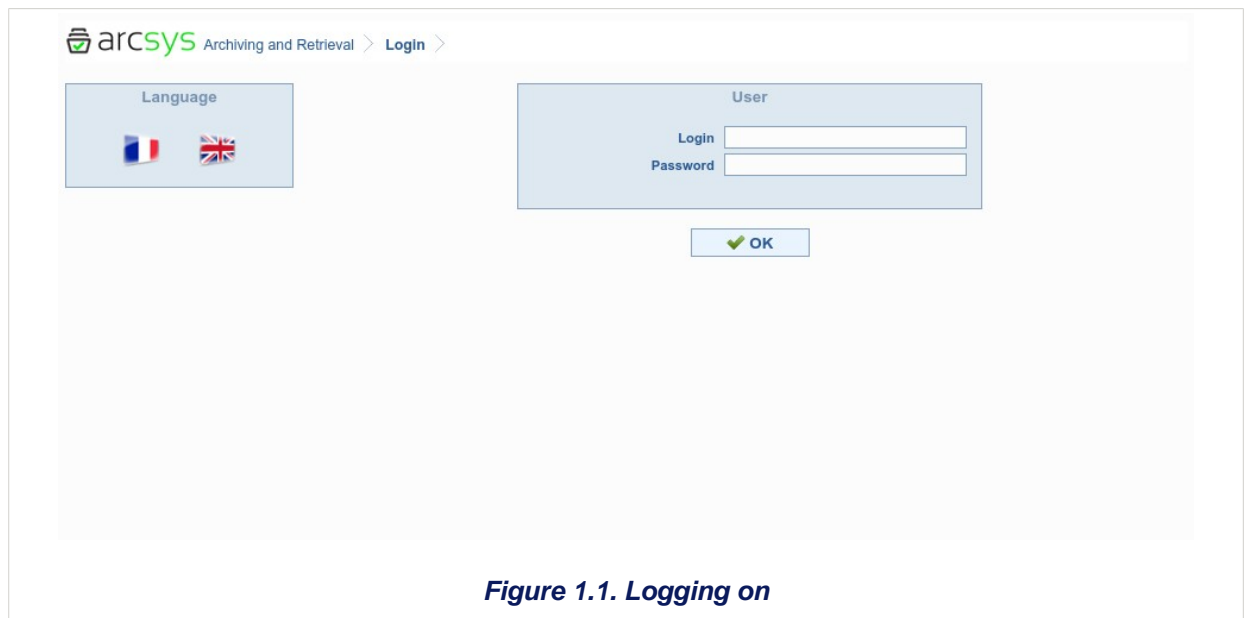 arcsys Archiving and Retrieval > Login >
Language
User
Login
Password
OK
Figure 1.1. Logging on